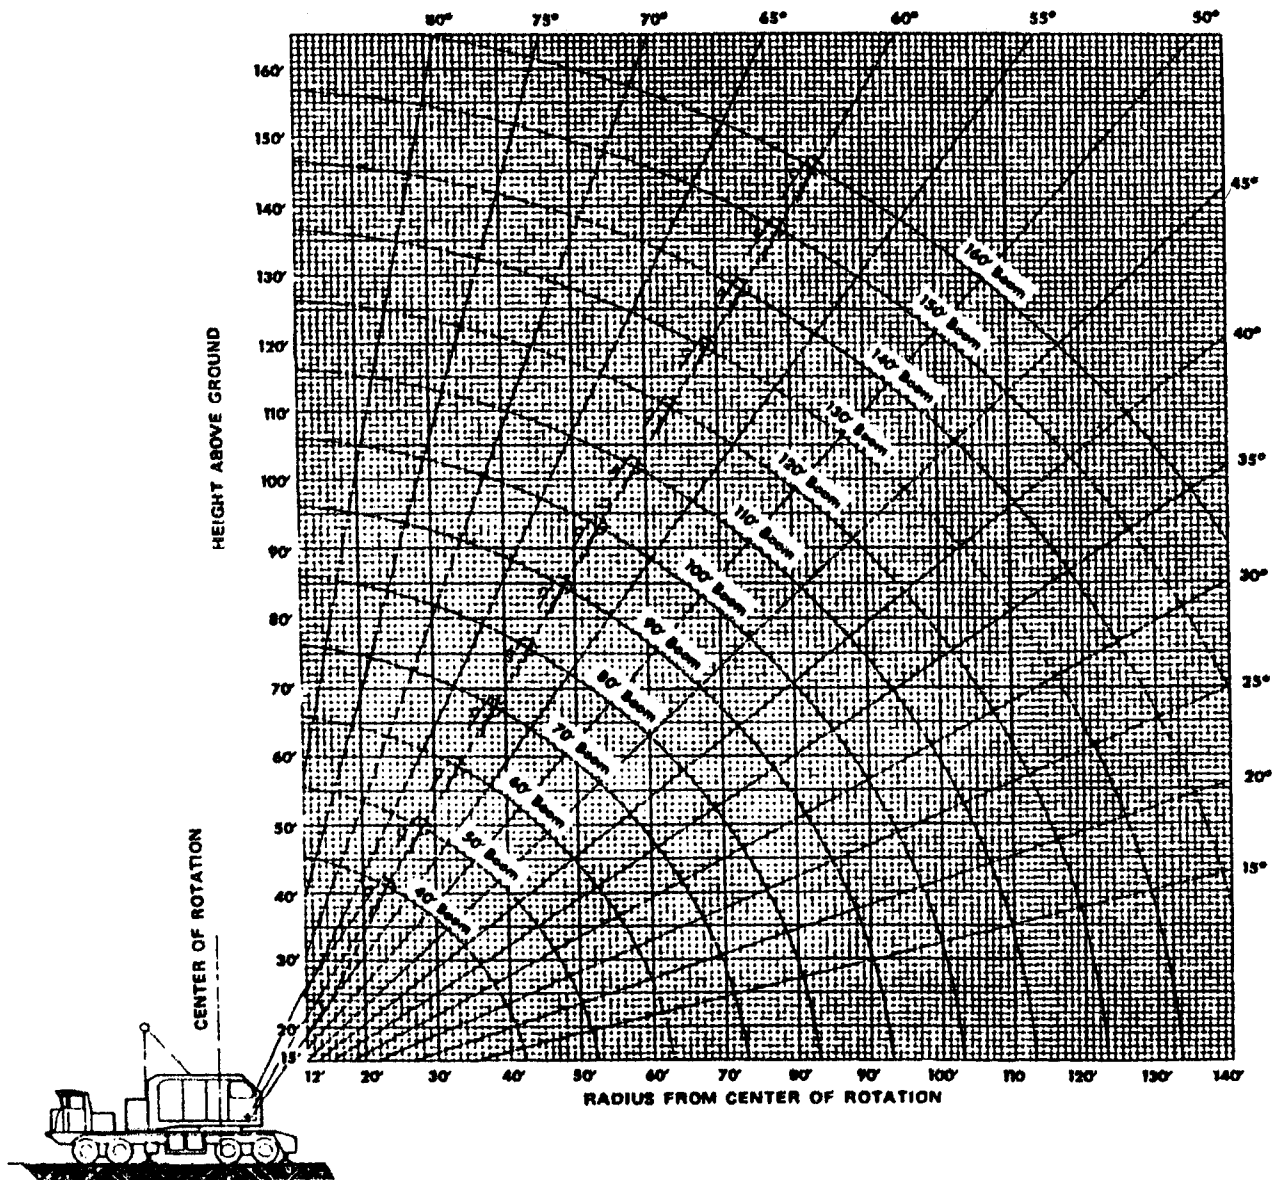 80° 75° 70° 65° 60° 55° 50°
160'
150'
45°
140'
160' Boom
130'
150' Boom
40°
120'
140' Boom
130' Boom
110'
120' Boom
35°
100'
110' Boom
90'
100' Boom
30°
80'
90' Boom
70'
80' Boom
25°
70' Boom
60'
60' Boom
20°
50'
50' Boom
15°
40'
40' Boom
30'
20'
15'
HEIGHT ABOVE GROUND
CENTER OF ROTATION
12' 20' 30' 40' 50' 60' 70' 80' 90' 100' 110 120' 130' 140'
RADIUS FROM CENTER OF ROTATION